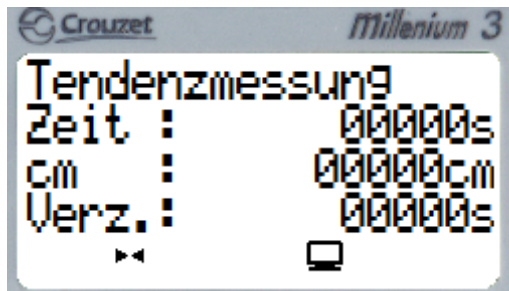 Crouzet Millenium 3
Tendenzmessung
Zeit : 00000s
cm : 00000cm
Verz.: 00000s